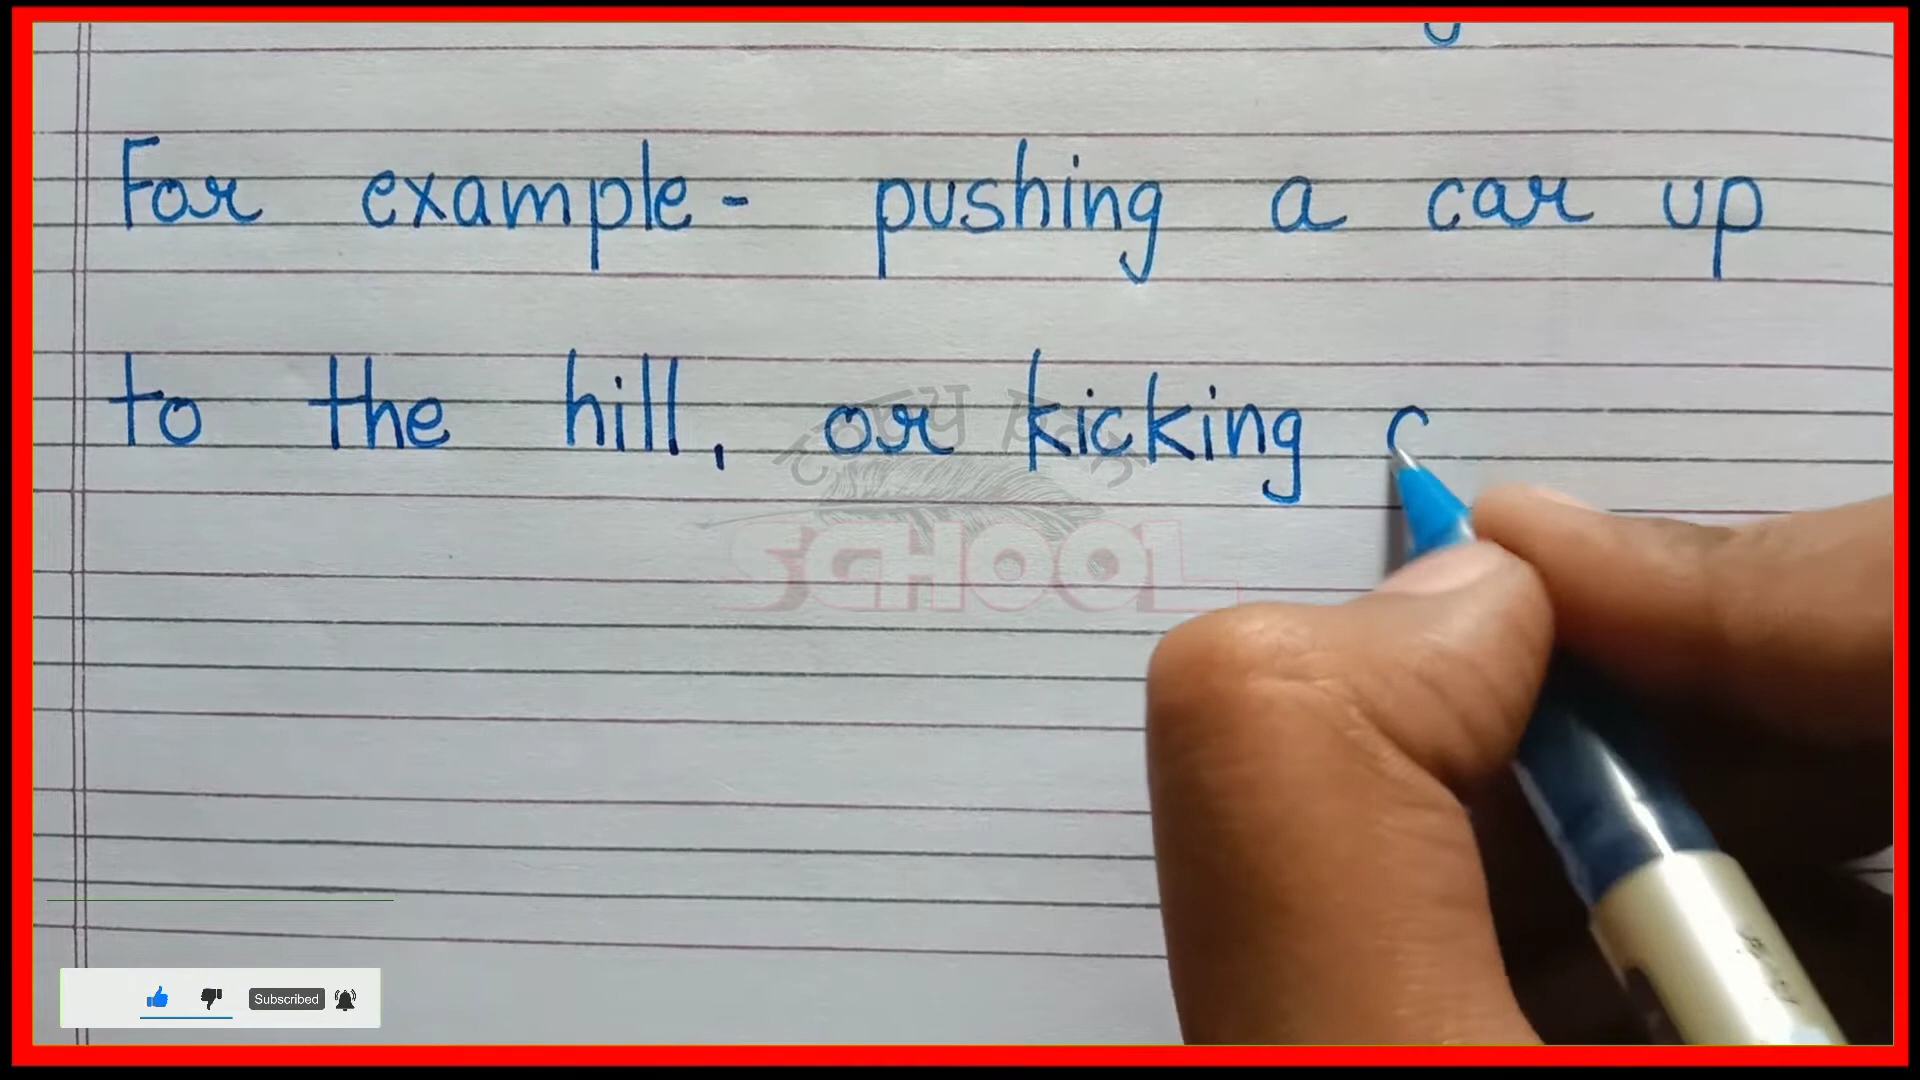 For example - pushing a car up
to the hill, or kicking
SCHOOL
Subscribed